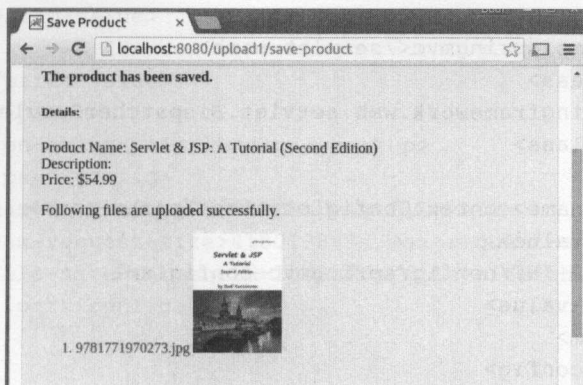 Save Product
localhost:8080/upload1/save-product
The product has been saved.
Details:
Product Name: Servlet & JSP: A Tutorial (Second Edition)
Description:
Price: $54.99
Following files are uploaded successfully.
Servlet & JSP
A Tutorial
Second Edition
1. 9781771970273.jpg